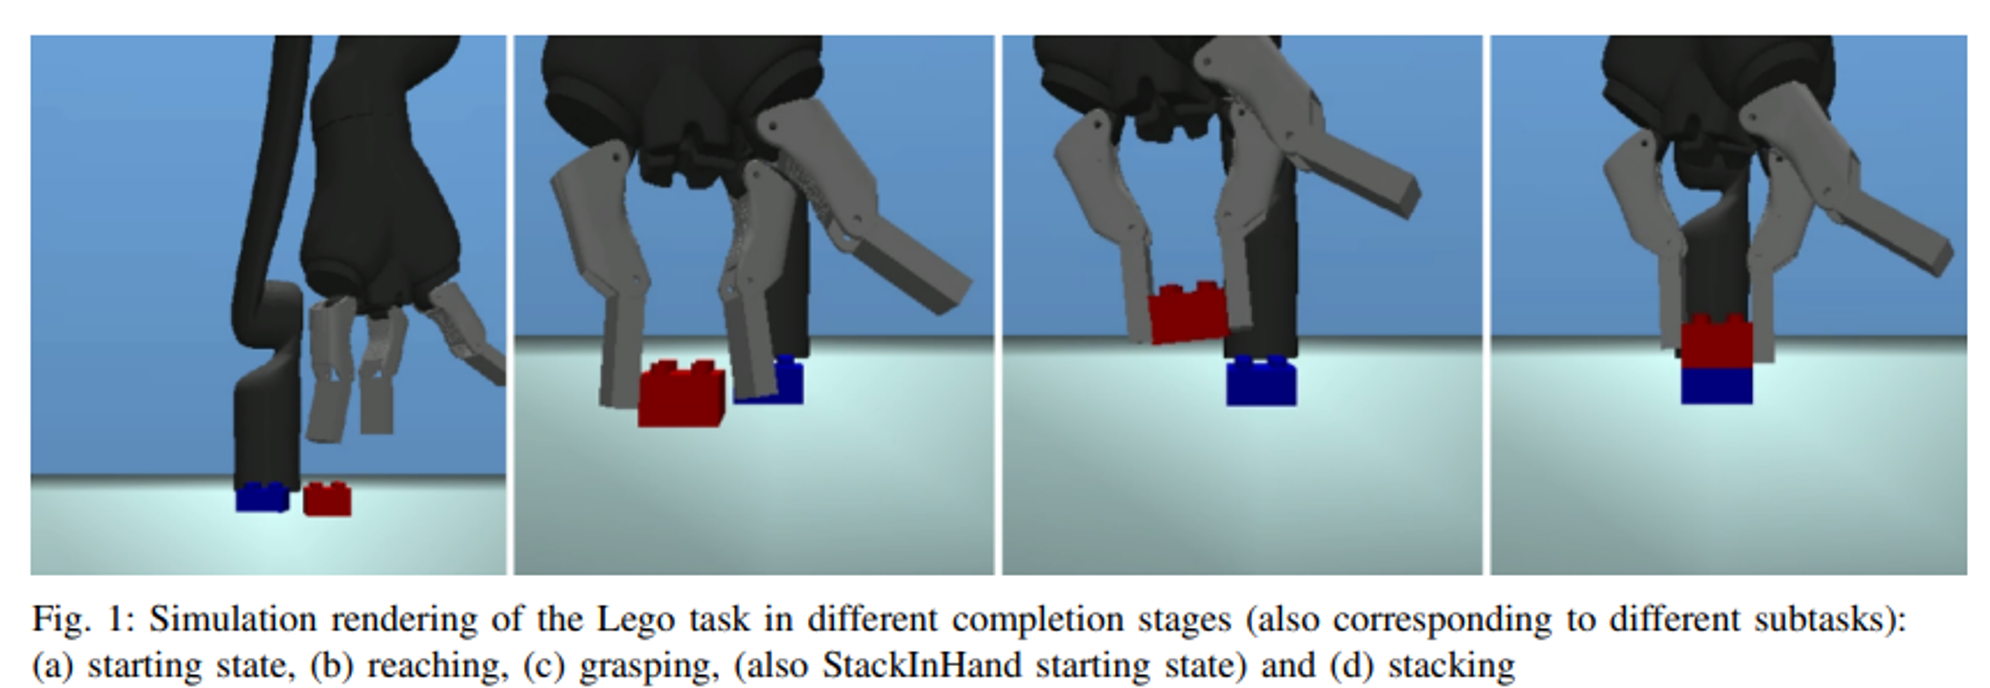 Fig. 1: Simulation rendering of the Lego task in different completion stages (also corresponding to different subtasks):
(a) starting state, (b) reaching, (c) grasping, (also StackInHand starting state) and (d) stacking